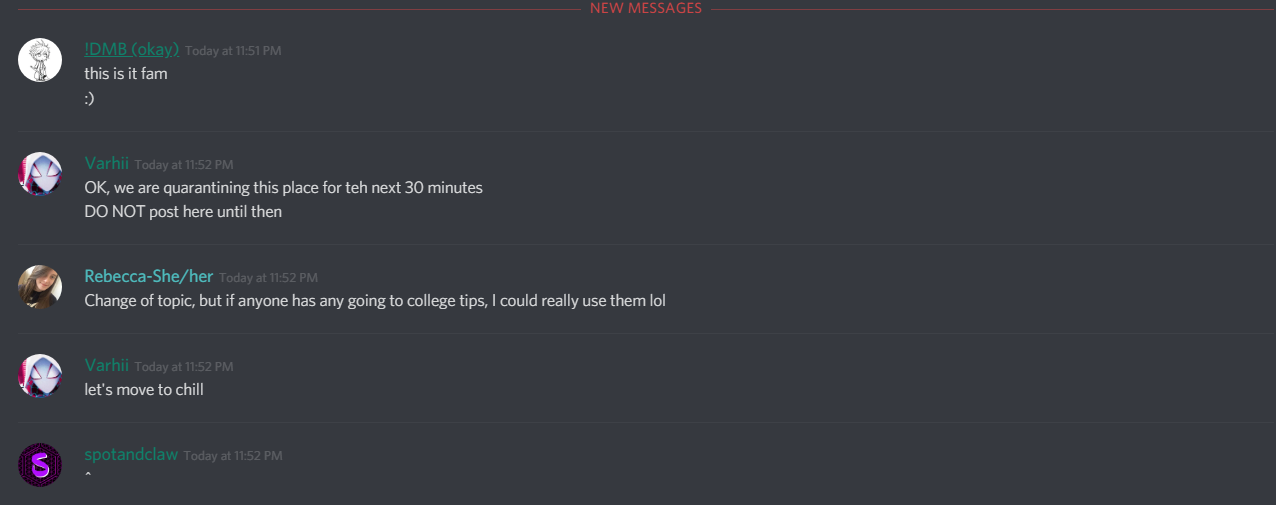 NEW MESSAGES
!DMB (okay) Today at 11:51 PM
this is it fam
:)
Varhii Today at 11:52 PM
OK, we are quarantining this place for teh next 30 minutes
DO NOT post here until then
Rebecca-She/her Today at 11:52 PM
Change of topic, but if anyone has any going to college tips, I could really use them lol
Varhii Today at 11:52 PM
let's move to chill
S
spotandclaw Today at 11:52 PM
^